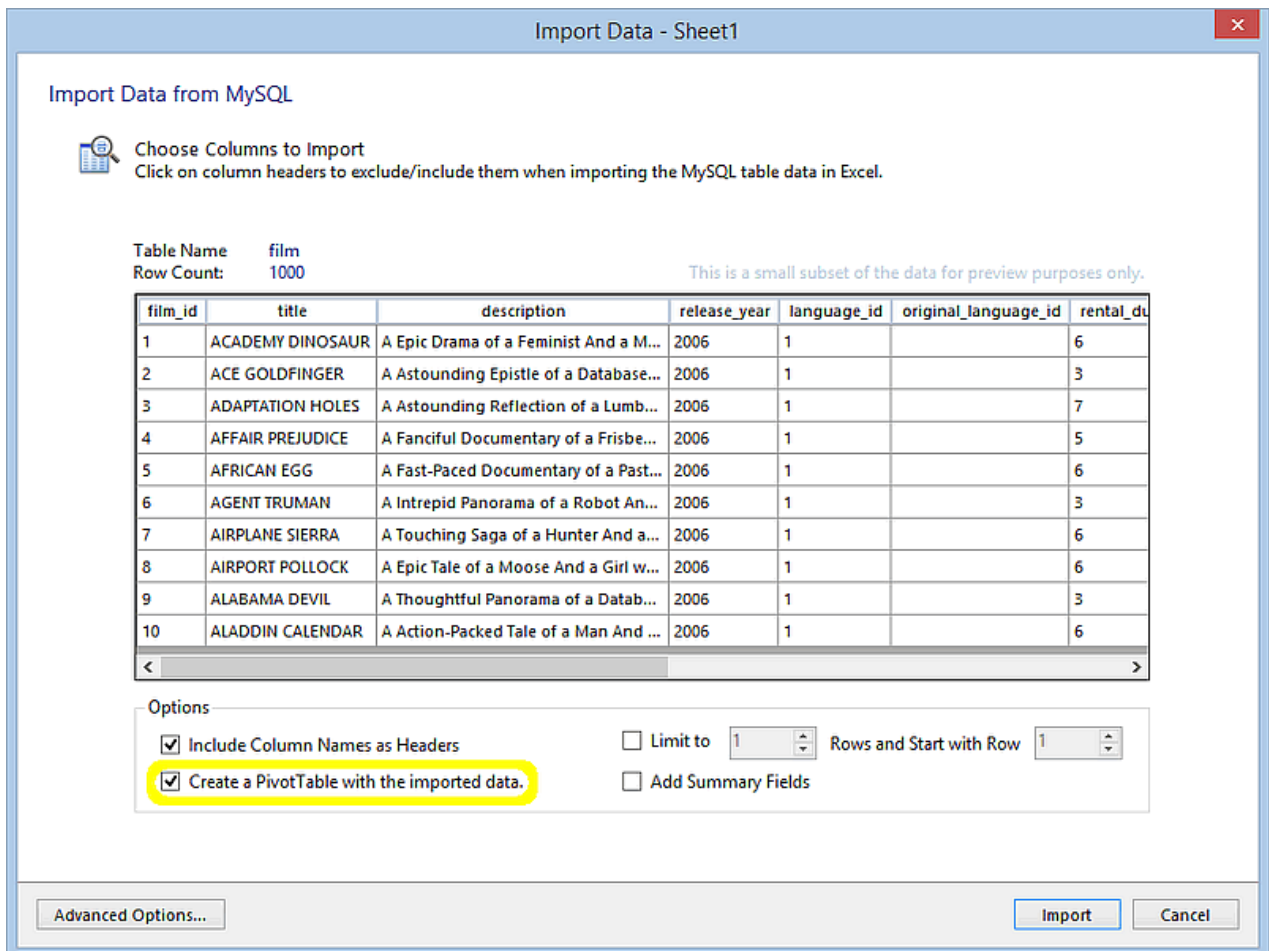 Import Data - Sheet1
Import Data from MySQL
Choose Columns to Import
Click on column headers to exclude/include them when importing the MySQL table data in Excel.
Table Name film
Row Count: 1000 This is a small subset of the data for preview purposes only.
film_id title description release_year language_id original_language_id rental_du
1 ACADEMY DINOSAUR A Epic Drama of a Feminist And a M... 2006 1 6
2 ACE GOLDFINGER A Astounding Epistle of a Database... 2006 1 3
3 ADAPTATION HOLES A Astounding Reflection of a Lumb... 2006 1 7
4 AFFAIR PREJUDICE A Fanciful Documentary of a Frisbe... 2006 1 5
5 AFRICAN EGG A Fast-Paced Documentary of a Past... 2006 1 6
6 AGENT TRUMAN A Intrepid Panorama of a Robot An... 2006 1 3
7 AIRPLANE SIERRA A Touching Saga of a Hunter And a... 2006 1 6
8 AIRPORT POLLOCK A Epic Tale of a Moose And a Girl w... 2006 1 6
9 ALABAMA DEVIL A Thoughtful Panorama of a Datab... 2006 1 3
10 ALADDIN CALENDAR A Action-Packed Tale of a Man And ... 2006 1 6
Options
Include Column Names as Headers Limit to 1 Rows and Start with Row 1
Create a PivotTable with the imported data. Add Summary Fields
Advanced Options... Import Cancel